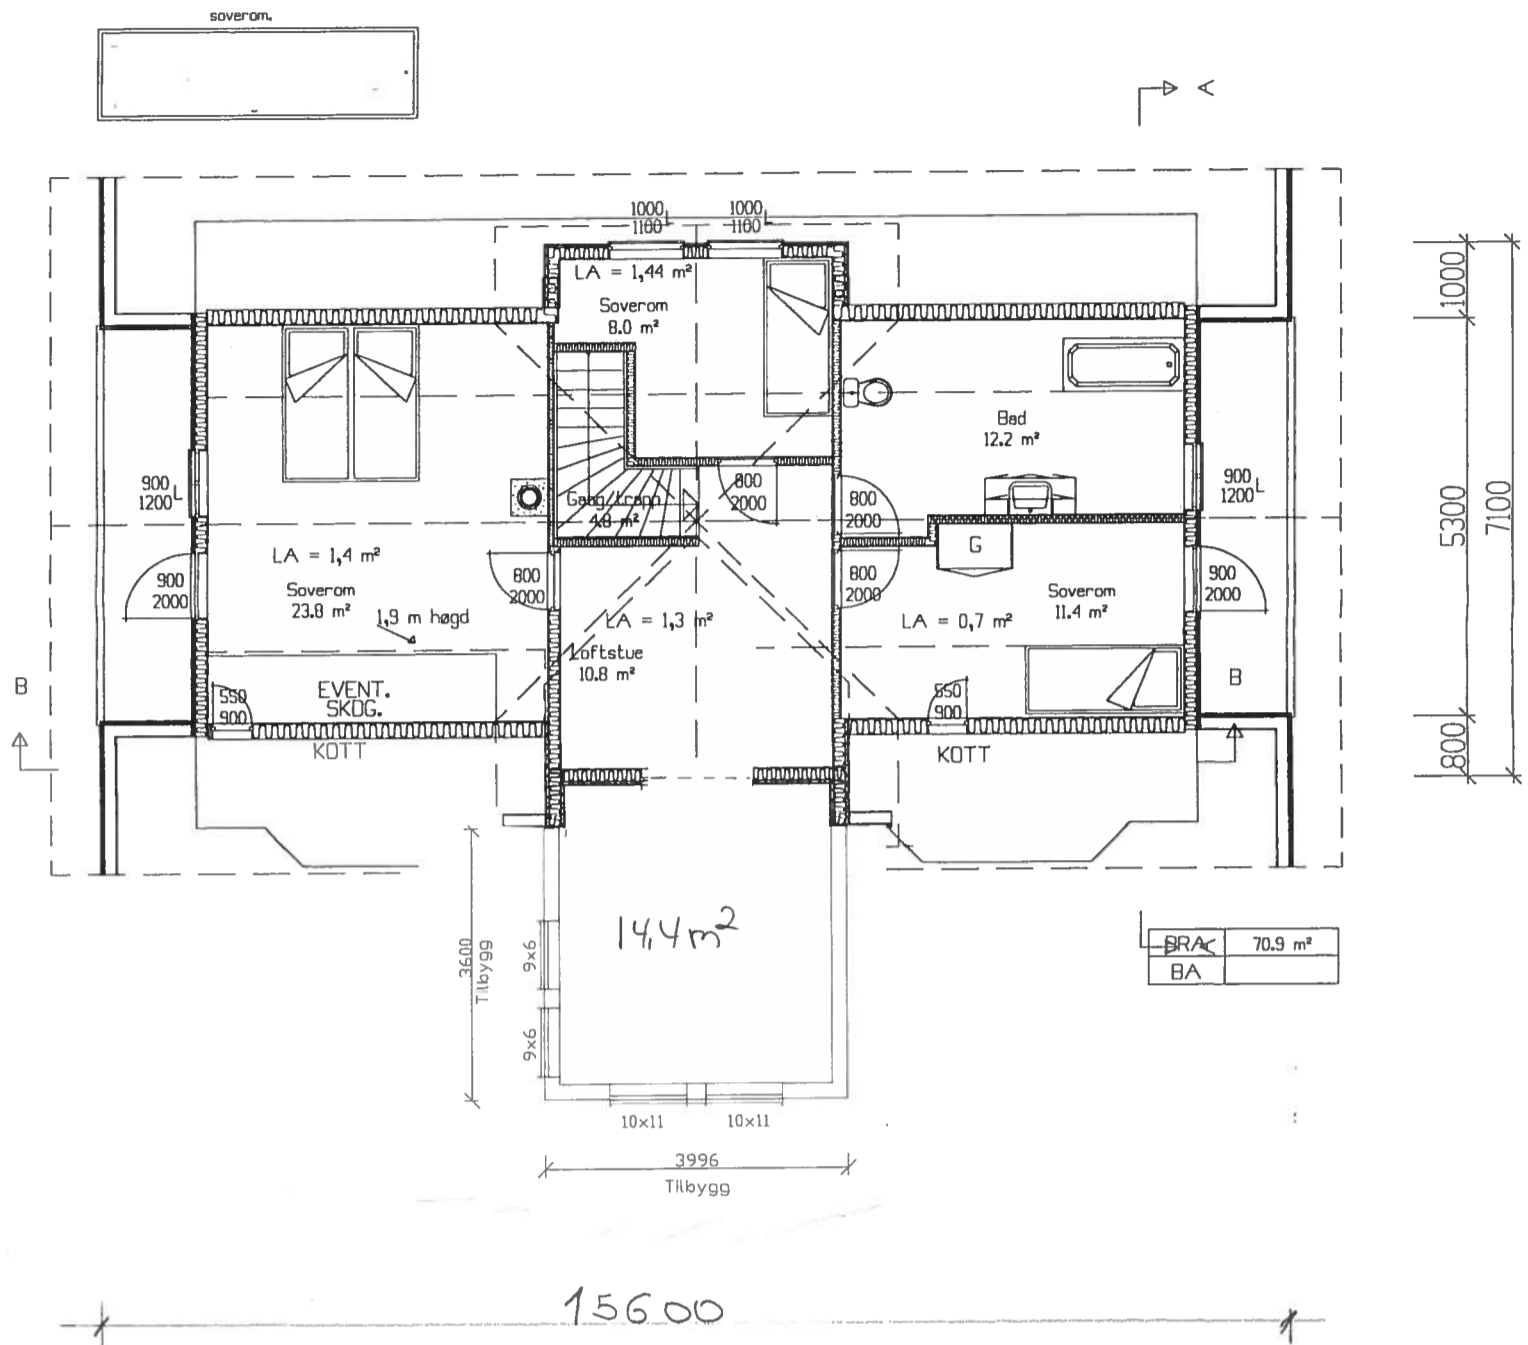 soverom.
A
1000
1100
L
1000
1100
L
LA = 1,44 m²
Soverom
8.0 m²
1000
5300
7100
800
Bad
12.2 m²
900
1200
L
900
1200
L
Gang/trapp
4.8 m²
800
2000
800
2000
G
LA = 1,4 m²
Soverom
23.8 m²
900
2000
800
2000
800
2000
900
2000
1,9 m høgd
LA = 1,3 m²
Loftstue
10.8 m²
LA = 0,7 m²
Soverom
11.4 m²
B
B
550
900
EVENT.
SKOG.
550
900
KOTT
KOTT
14,4 m²
3600
Tilbygg
9x6
9x6
BRA
70.9 m²
BA
A
10x11
10x11
3996
Tilbygg
15600